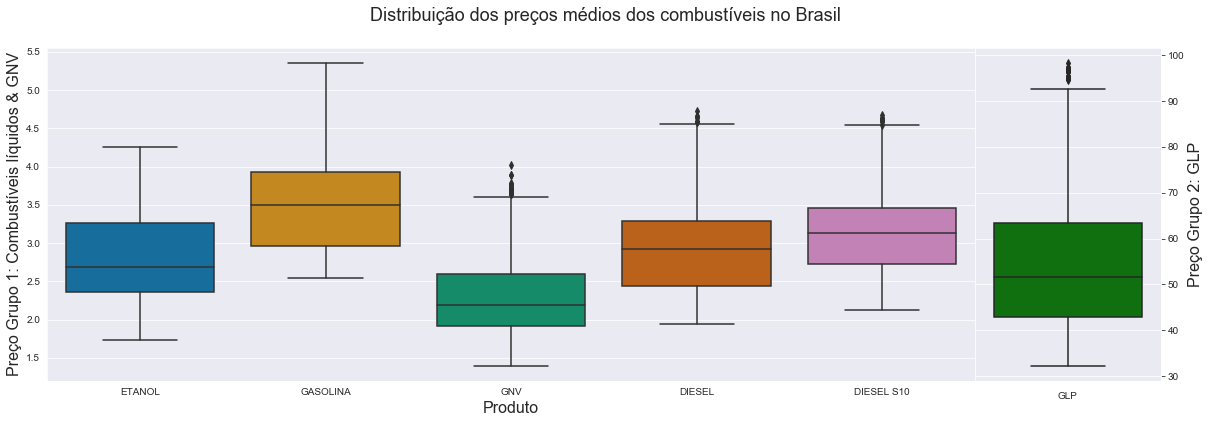 Distribuição dos preços médios dos combustíveis no Brasil
Preço Grupo 1: Combustíveis líquidos & GNV
5.5
5.0
4.5
4.0
3.5
3.0
2.5
2.0
1.5
ETANOL
GASOLINA
GNV
DIESEL
DIESEL S10
GLP
Produto
100
90
80
70
60
50
40
30
Preço Grupo 2: GLP